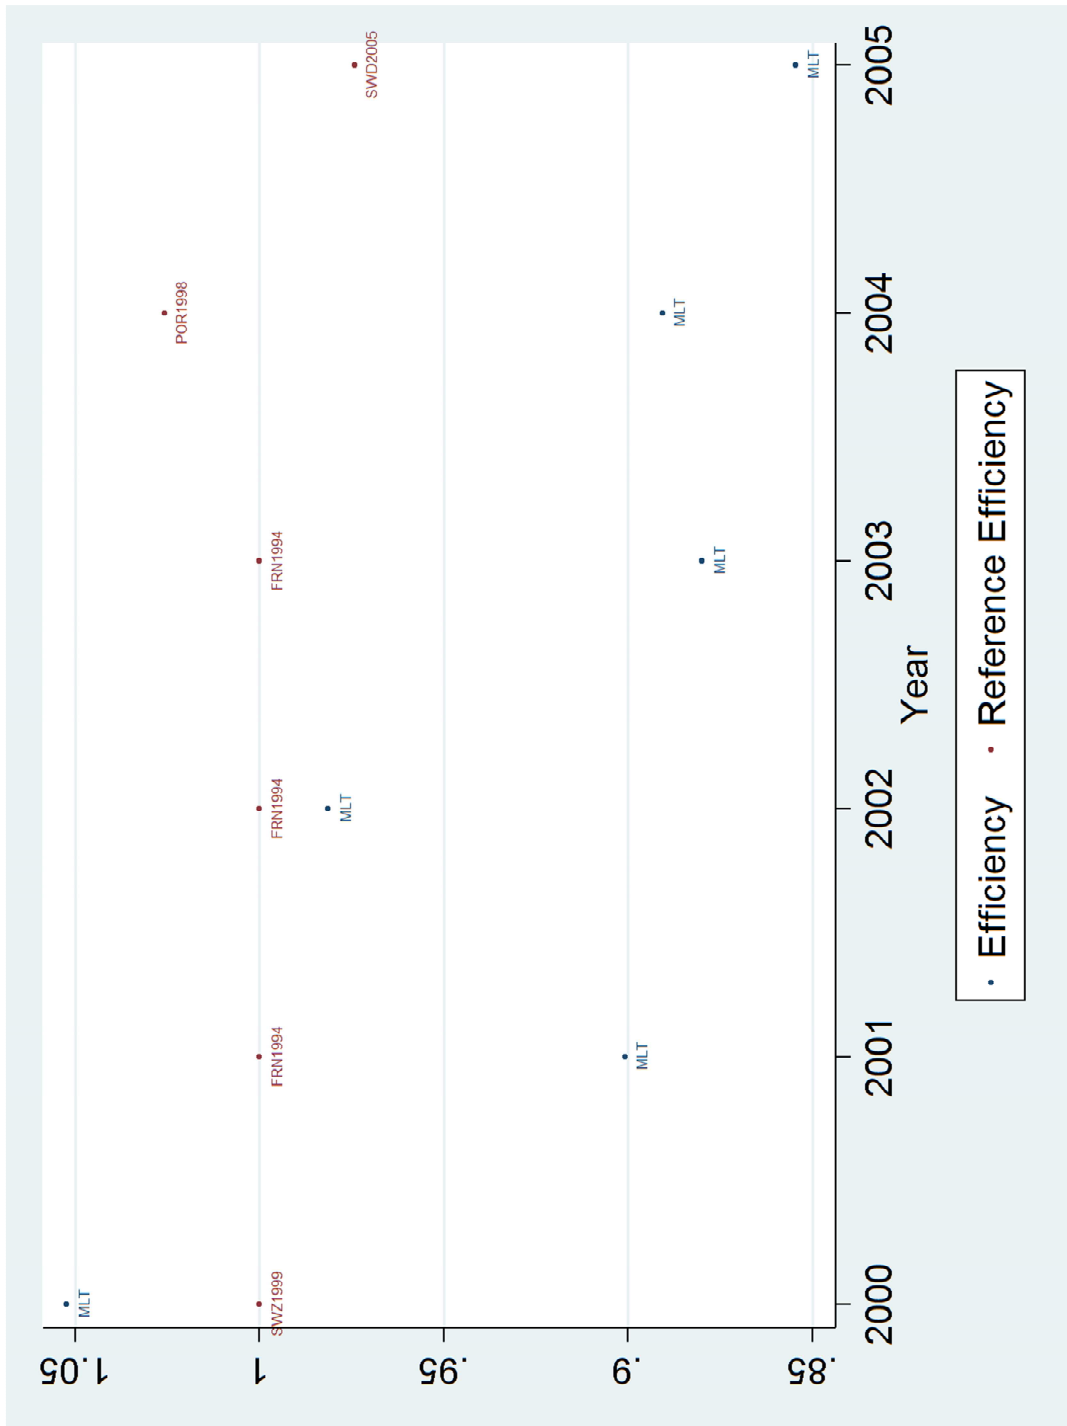 1.05
1
.95
.9
.85
MLT
SWZ1999
FRN1994
MLT
FRN1994
MLT
FRN1994
MLT
POR1998
MLT
SWD2005
MLT
2000 2001 2002 2003 2004 2005
Year
Efficiency Reference Efficiency